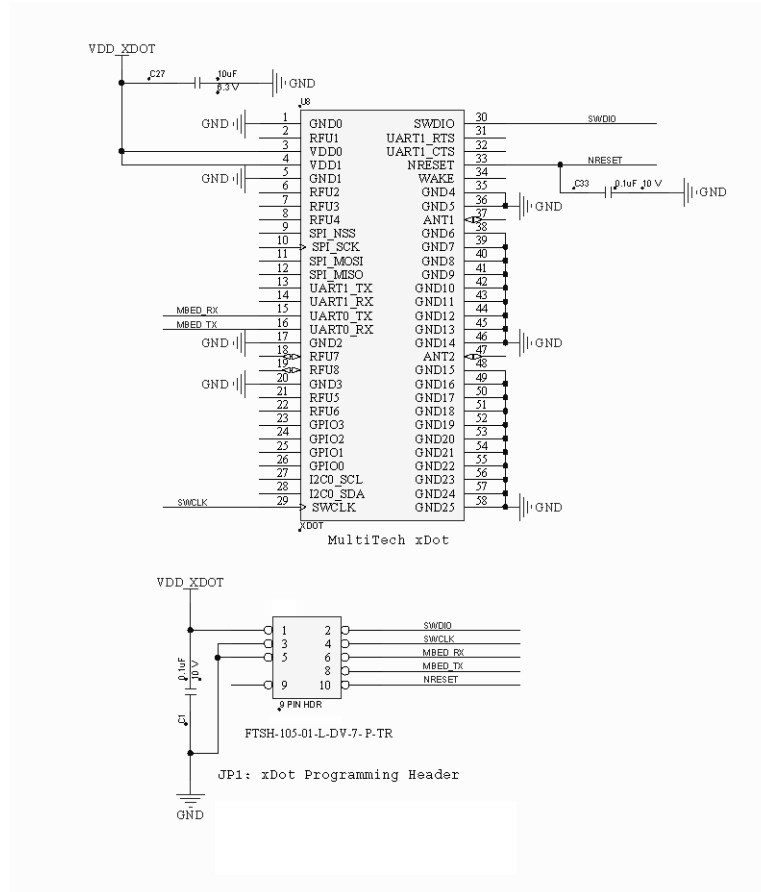 VDD_XDOT
C27 10uF 6.3 V GND
U8
GND 1 GND0 SWDIO 30 SWDIO
2 RFU1 UART1_RTS 31
3 VDD0 UART1_CTS 32
4 VDD1 NRESET 33 NRESET
GND 5 GND1 WAKE 34
C33 0.1uF 10 V GND
6 RFU2 GND4 35
7 RFU3 GND5 36 GND
8 RFU4 ANT1 37
9 SPI_NSS GND6 38
10 SPI_SCK GND7 39
11 SPI_MOSI GND8 40
12 SPI_MISO GND9 41
13 UART1_TX GND10 42
14 UART1_RX GND11 43
MBED_RX 15 UART0_TX GND12 44
MBED_TX 16 UART0_RX GND13 45
GND 17 GND2 GND14 46 GND
18 RFU7 ANT2 47
19 RFU8 GND15 48
GND 20 GND3 GND16 49
21 RFU5 GND17 50
22 RFU6 GND18 51
23 GPIO3 GND19 52
24 GPIO2 GND20 53
25 GPIO1 GND21 54
26 GPIO0 GND22 55
27 I2C0_SCL GND23 56
28 I2C0_SDA GND24 57
SWCLK 29 SWCLK GND25 58 GND
XDOT
MultiTech xDot
VDD_XDOT
1 2 SWDIO
3 4 SWCLK
5 6 MBED_RX
8 MBED_TX
9 10 NRESET
0.1uF 10 V
C1
9 PIN HDR
FTSH-105-01-L-DV-7-P-TR
JP1: xDot Programming Header
GND